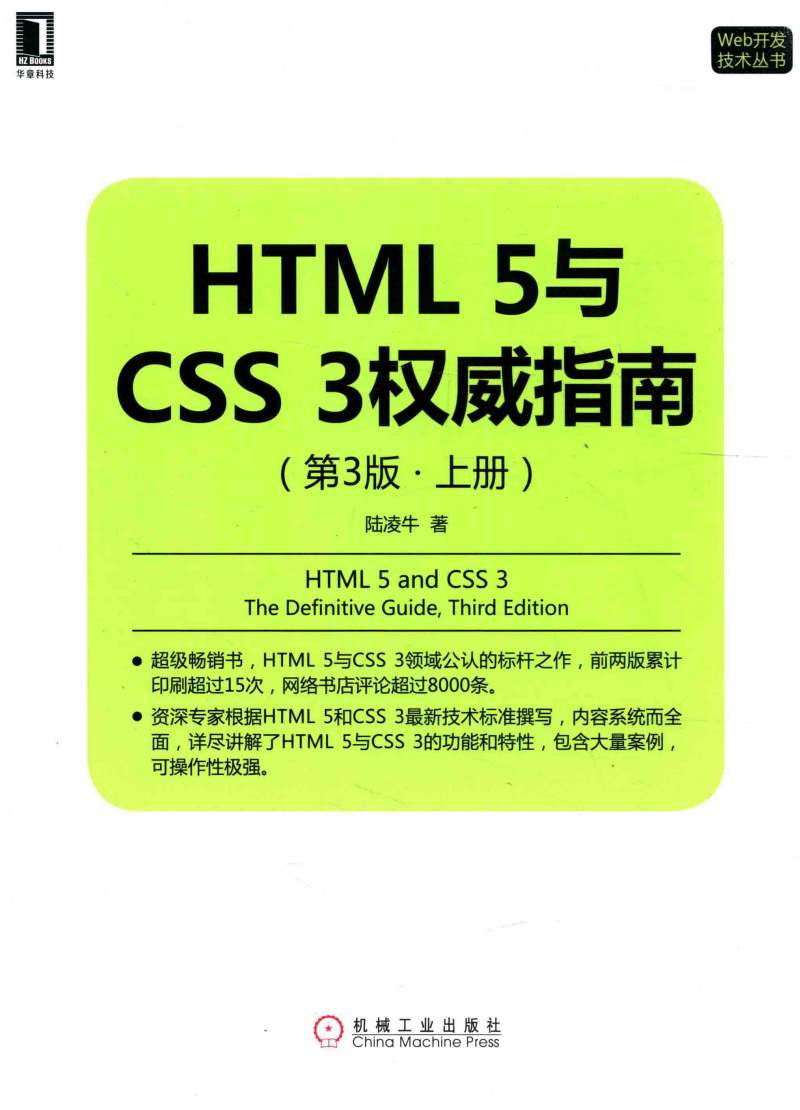 HZ BOOKS
华章科技
Web开发
技术丛书
HTML 5与
CSS 3权威指南
（第3版·上册）
陆凌牛 著
HTML 5 and CSS 3
The Definitive Guide, Third Edition
● 超级畅销书，HTML 5与CSS 3领域公认的标杆之作，前两版累计
印刷超过15次，网络书店评论超过8000条。
● 资深专家根据HTML 5和CSS 3最新技术标准撰写，内容系统而全
面，详尽讲解了HTML 5与CSS 3的功能和特性，包含大量案例，
可操作性极强。
机械工业出版社
China Machine Press